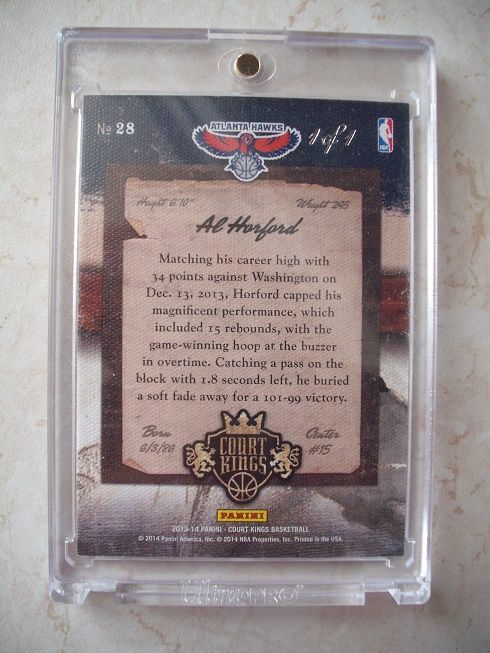 № 28
ATLANTA HAWKS
1 of 1
NBA
Height 6'10"
Weight 245
Al Horford
Matching his career high with
34 points against Washington on
Dec. 13, 2013, Horford capped his
magnificent performance, which
included 15 rebounds, with the
game-winning hoop at the buzzer
in overtime. Catching a pass on the
block with 1.8 seconds left, he buried
a soft fade away for a 101-99 victory.
Born
6/3/86
Center
#15
COURT
KINGS
PANINI
2013-14 PANINI - COURT KINGS BASKETBALL
© 2014 Panini America, Inc. © 2014 NBA Properties, Inc. Printed in the USA.
Ultra PRO